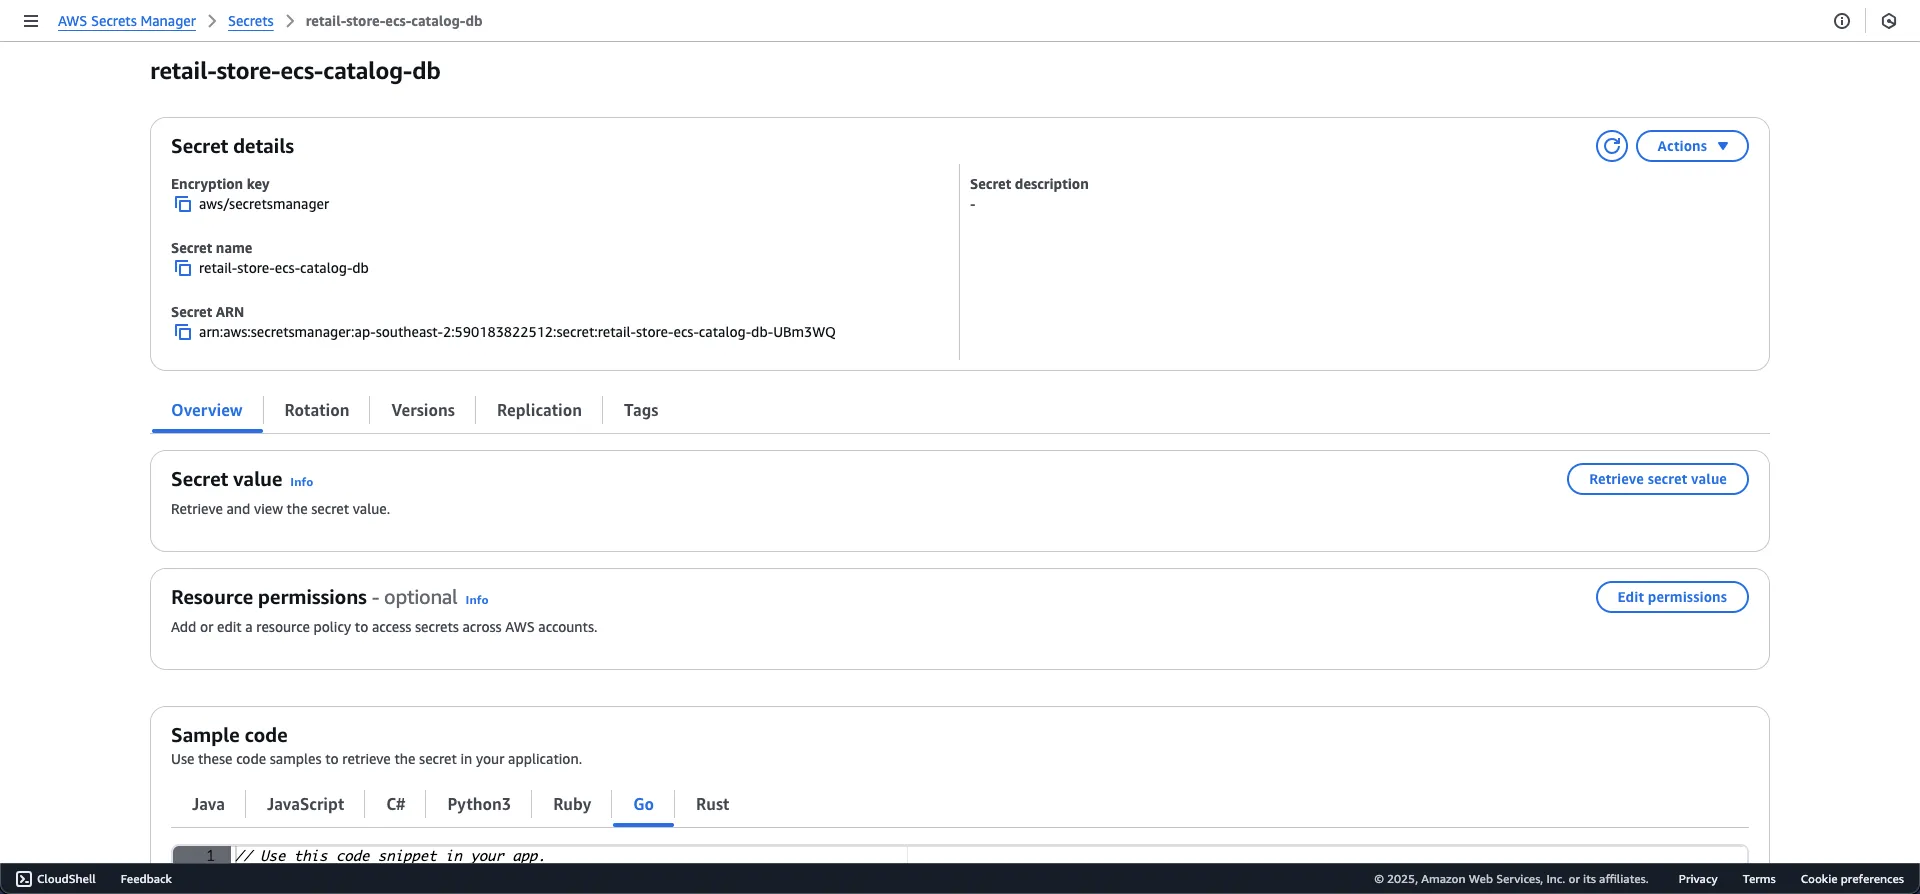 AWS Secrets Manager > Secrets > retail-store-ecs-catalog-db
retail-store-ecs-catalog-db
Secret details
Actions
Encryption key
aws/secretsmanager
Secret name
retail-store-ecs-catalog-db
Secret ARN
arn:aws:secretsmanager:ap-southeast-2:590183822512:secret:retail-store-ecs-catalog-db-UBm3WQ
Secret description
-
Overview Rotation Versions Replication Tags
Secret value Info
Retrieve secret value
Retrieve and view the secret value.
Resource permissions - optional Info
Edit permissions
Add or edit a resource policy to access secrets across AWS accounts.
Sample code
Use these code samples to retrieve the secret in your application.
Java JavaScript C# Python3 Ruby Go Rust
1 // Use this code snippet in your app.
CloudShell Feedback © 2025, Amazon Web Services, Inc. or its affiliates. Privacy Terms Cookie preferences